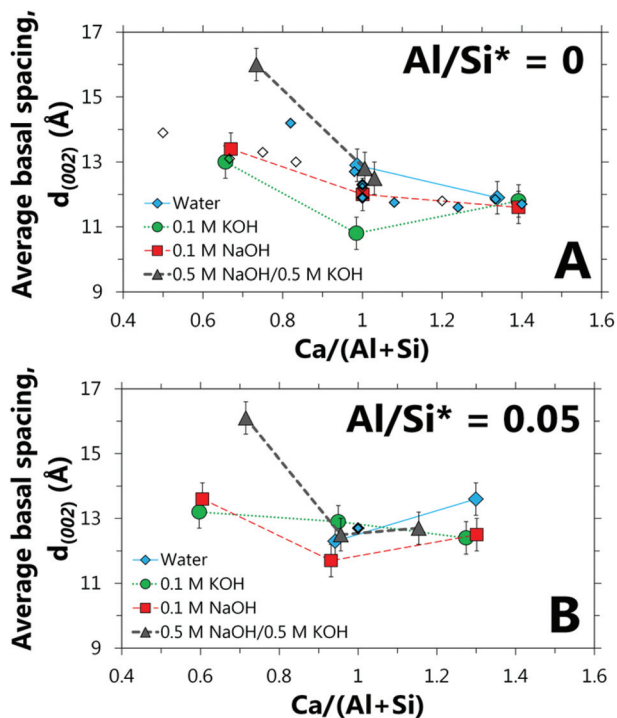 17
Al/Si* = 0
15
13
11
9
Average basal spacing,
d(002) (Å)
Water
0.1 M KOH
0.1 M NaOH
0.5 M NaOH/0.5 M KOH
A
0.4 0.6 0.8 1 1.2 1.4 1.6
Ca/(Al+Si)
17
Al/Si* = 0.05
15
13
11
9
Average basal spacing,
d(002) (Å)
Water
0.1 M KOH
0.1 M NaOH
0.5 M NaOH/0.5 M KOH
B
0.4 0.6 0.8 1 1.2 1.4 1.6
Ca/(Al+Si)